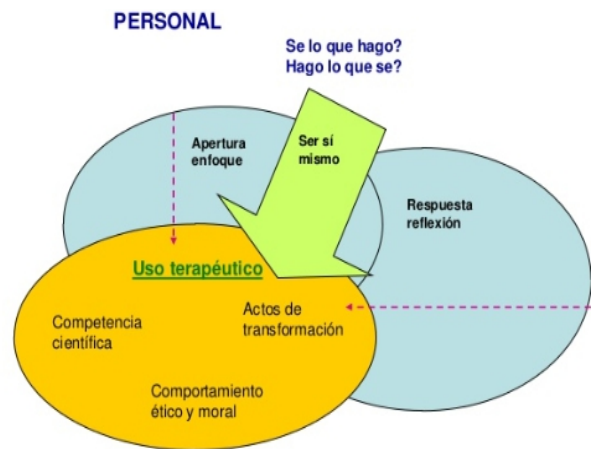 PERSONAL
Se lo que hago?
Hago lo que se?
Apertura
enfoque
Ser sí
mismo
Respuesta
reflexión
Uso terapéutico
Competencia
científica
Actos de
transformación
Comportamiento
ético y moral